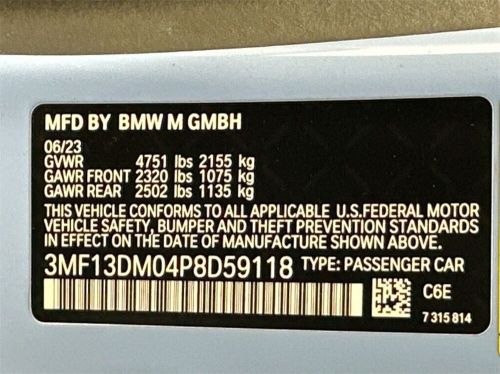 MFD BY BMW M GMBH
06/23
GVWR 4751 lbs 2155 kg
GAWR FRONT 2320 lbs 1075 kg
GAWR REAR 2502 lbs 1135 kg
THIS VEHICLE CONFORMS TO ALL APPLICABLE U.S.FEDERAL MOTOR
VEHICLE SAFETY, BUMPER AND THEFT PREVENTION STANDARDS
IN EFFECT ON THE DATE OF MANUFACTURE SHOWN ABOVE.
3MF13DM04P8D59118 TYPE: PASSENGER CAR
C6E
7 315 814